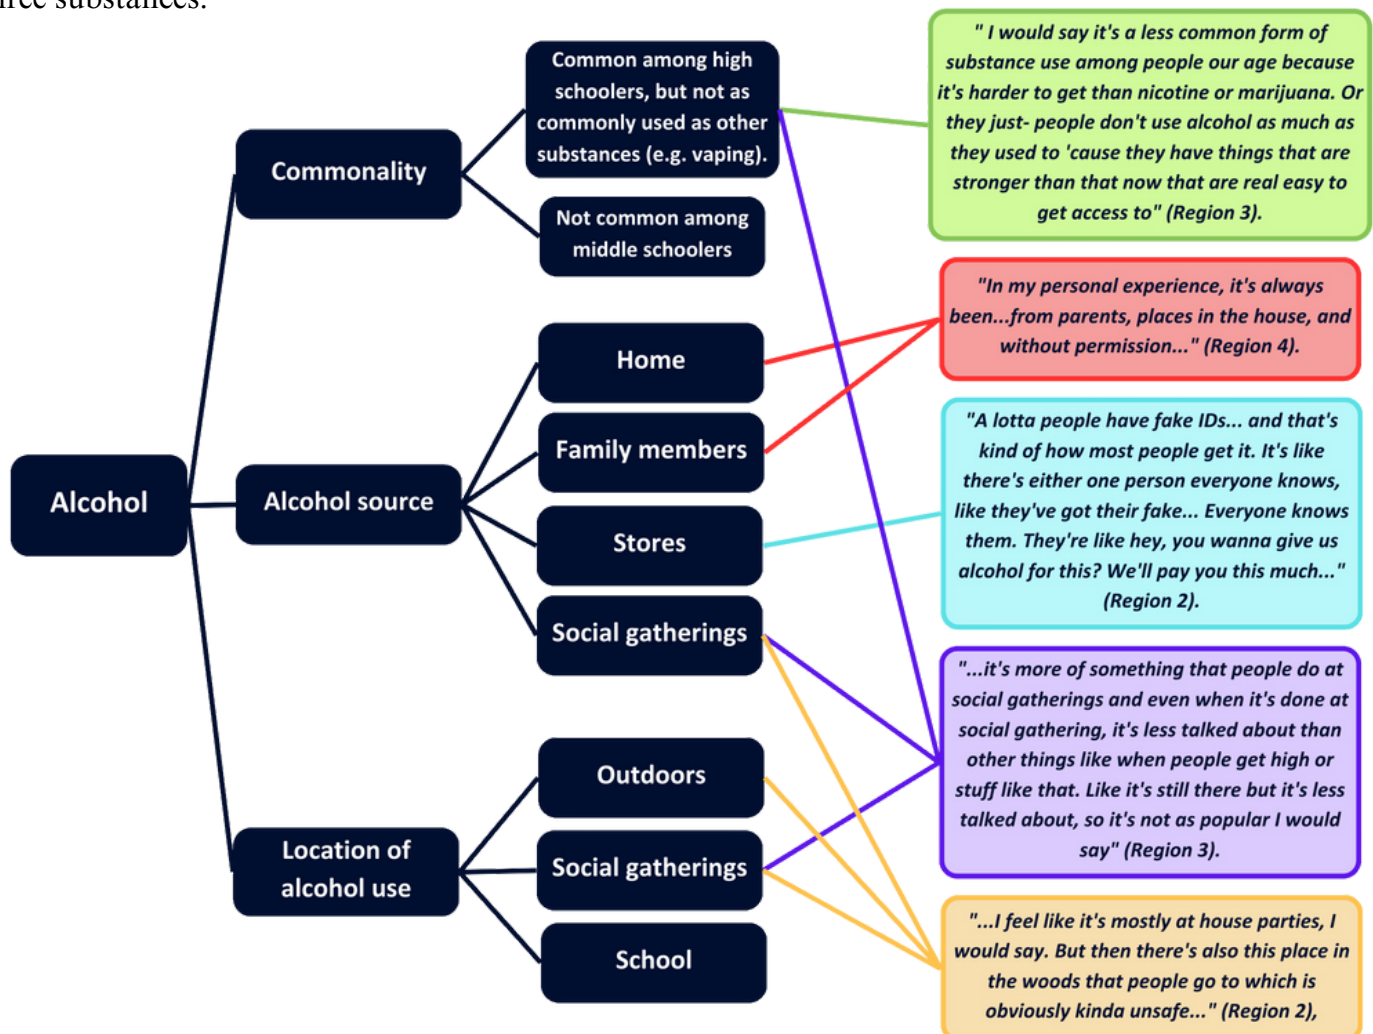 three substances.
Common among high
schoolers, but not as
commonly used as other
substances (e.g. vaping).
Commonality
Not common among
middle schoolers
Home
Family members
Alcohol
Alcohol source
Stores
Social gatherings
Outdoors
Location of
alcohol use
Social gatherings
School
" I would say it's a less common form of
substance use among people our age because
it's harder to get than nicotine or marijuana. Or
they just- people don't use alcohol as much as
they used to 'cause they have things that are
stronger than that now that are real easy to
get access to" (Region 3).
"In my personal experience, it's always
been...from parents, places in the house, and
without permission..." (Region 4).
"A lotta people have fake IDs... and that's
kind of how most people get it. It's like
there's either one person everyone knows,
like they've got their fake... Everyone knows
them. They're like hey, you wanna give us
alcohol for this? We'll pay you this much..."
(Region 2).
"...it's more of something that people do at
social gatherings and even when it's done at
social gathering, it's less talked about than
other things like when people get high or
stuff like that. Like it's still there but it's less
talked about, so it's not as popular I would
say" (Region 3).
"...I feel like it's mostly at house parties, I
would say. But then there's also this place in
the woods that people go to which is
obviously kinda unsafe..." (Region 2),